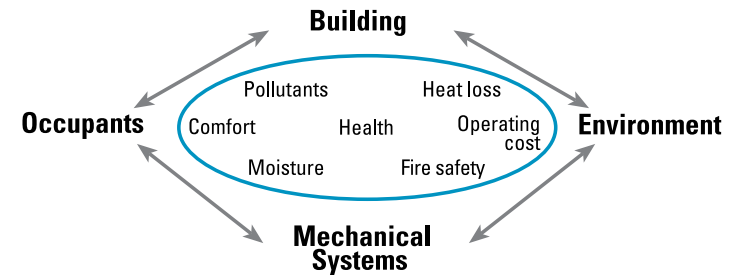 Building
Pollutants
Heat loss
Occupants
Comfort
Health
Operating
cost
Environment
Moisture
Fire safety
Mechanical
Systems